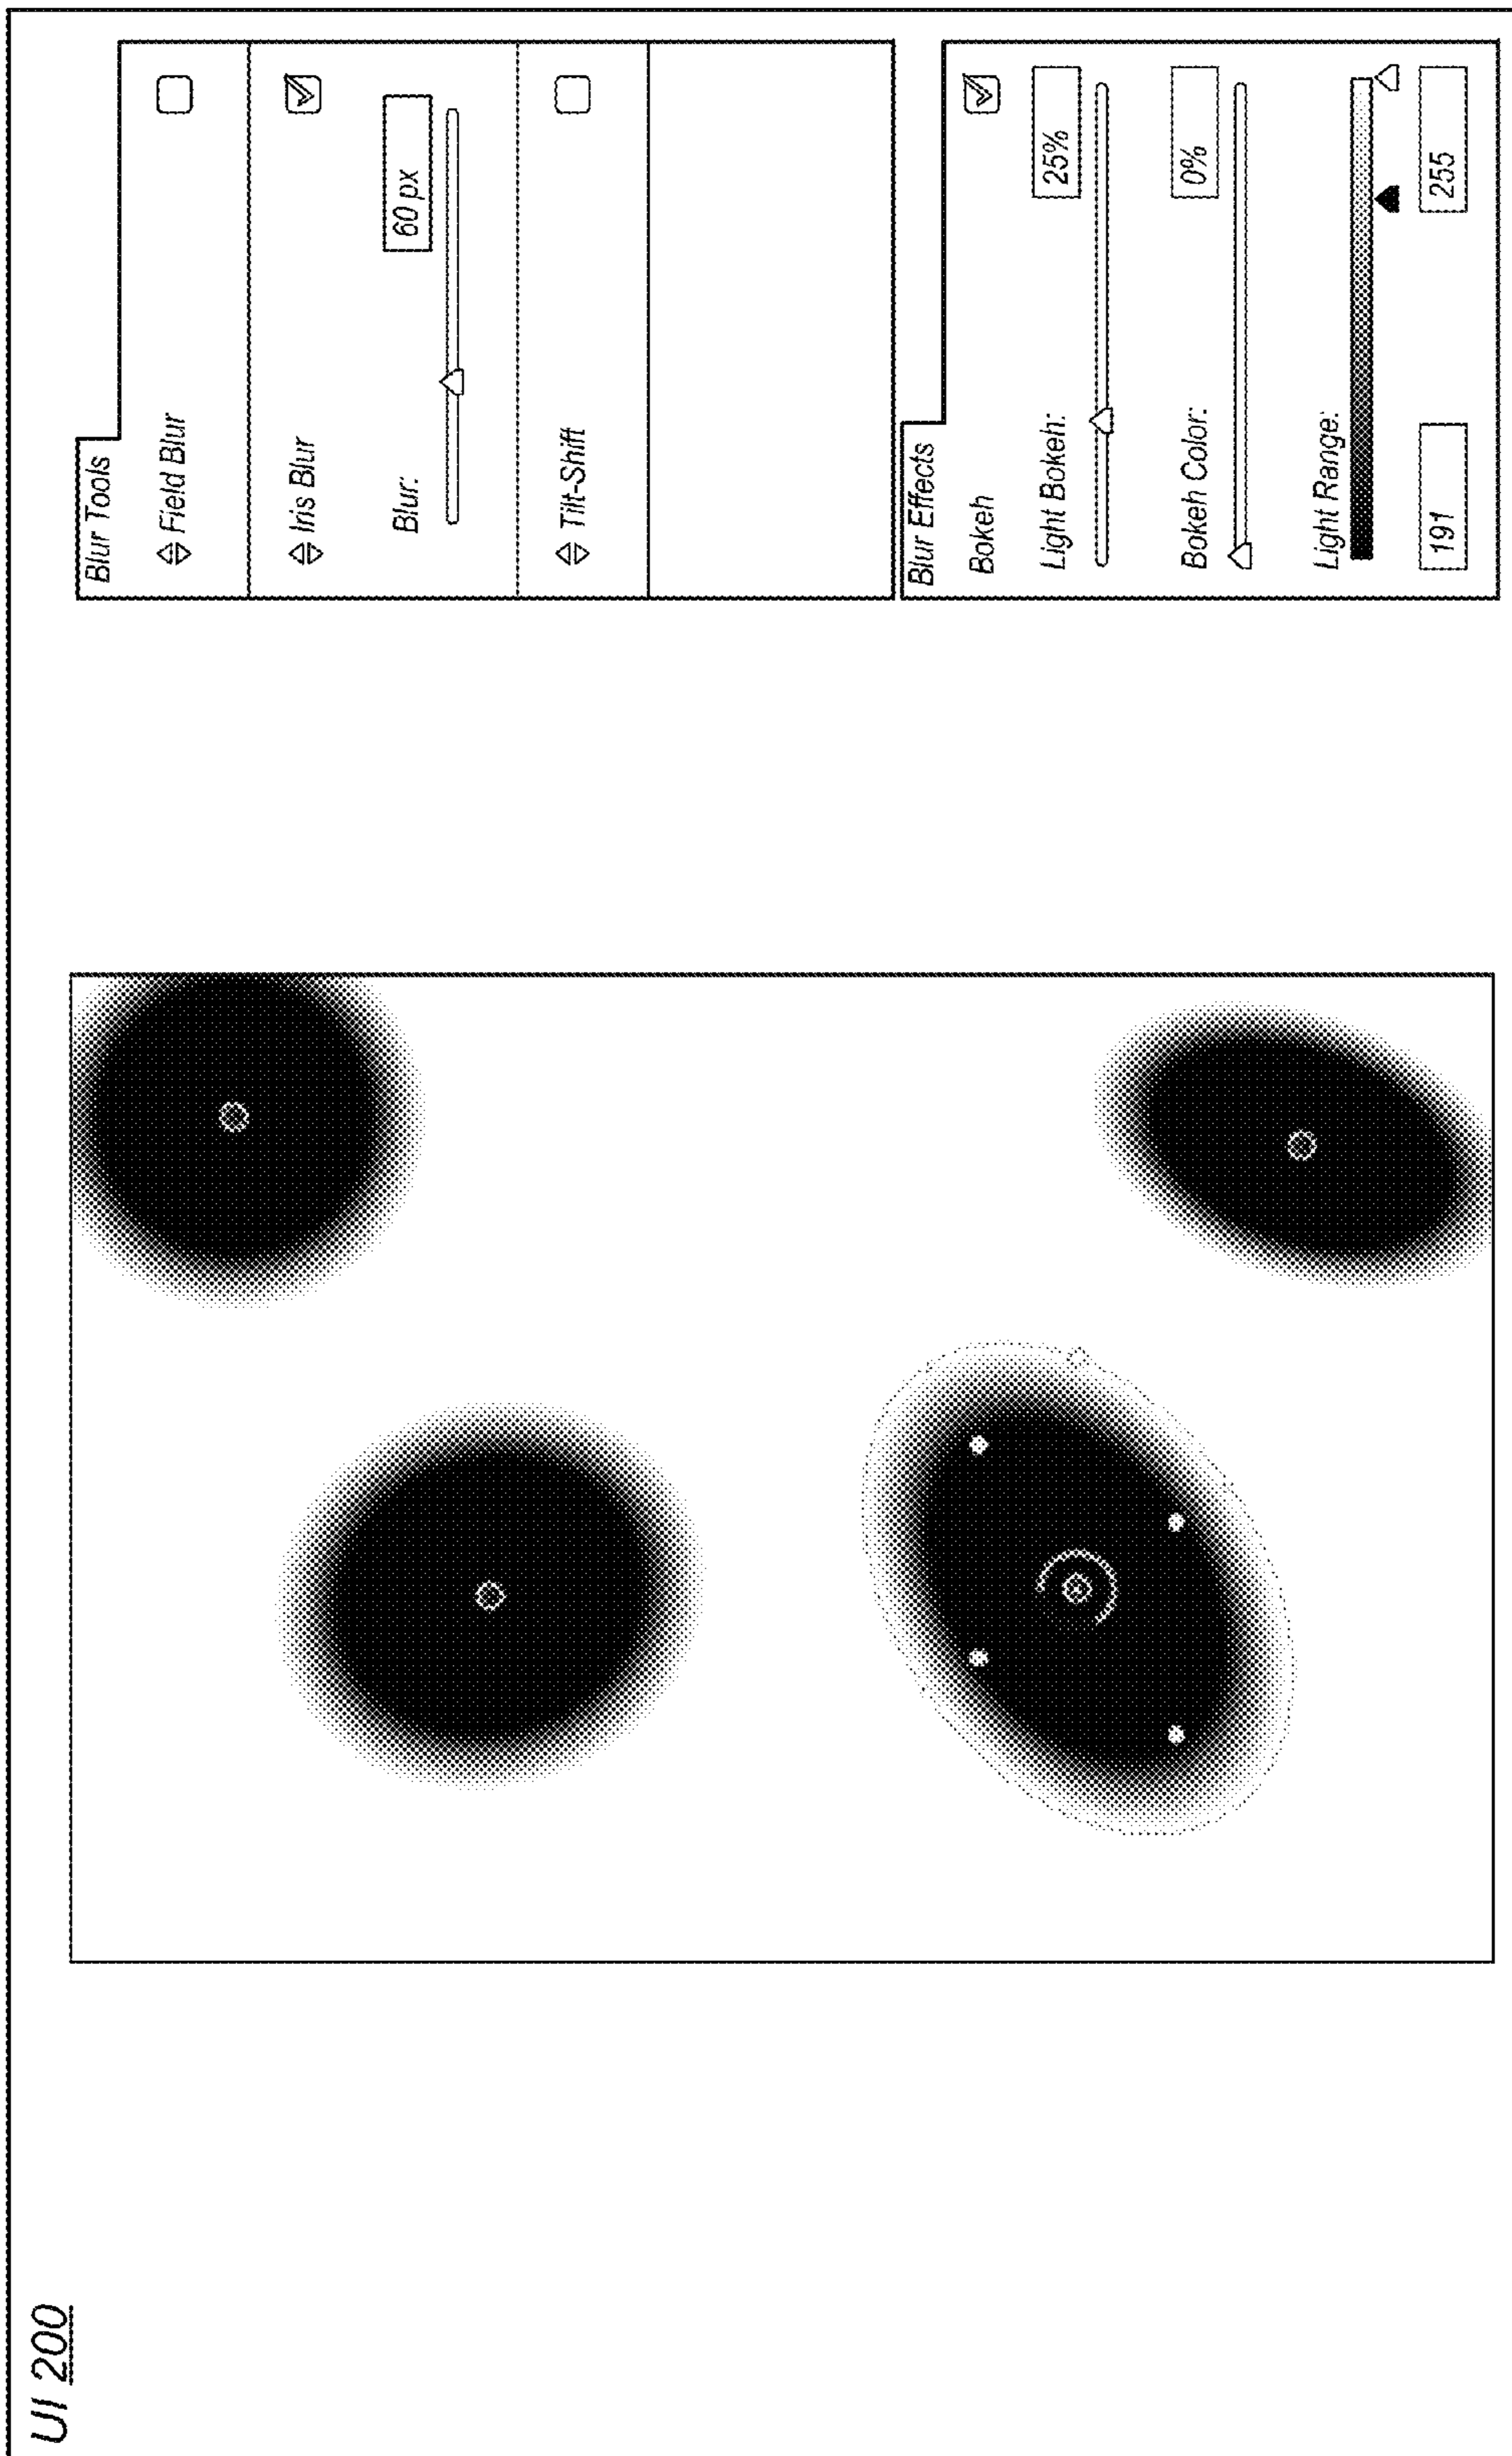 UI 200
Blur Tools
Field Blur
Iris Blur
Blur:
60 px
Tilt-Shift
Blur Effects
Bokeh
Light Bokeh:
25%
Bokeh Color:
0%
Light Range:
191
255